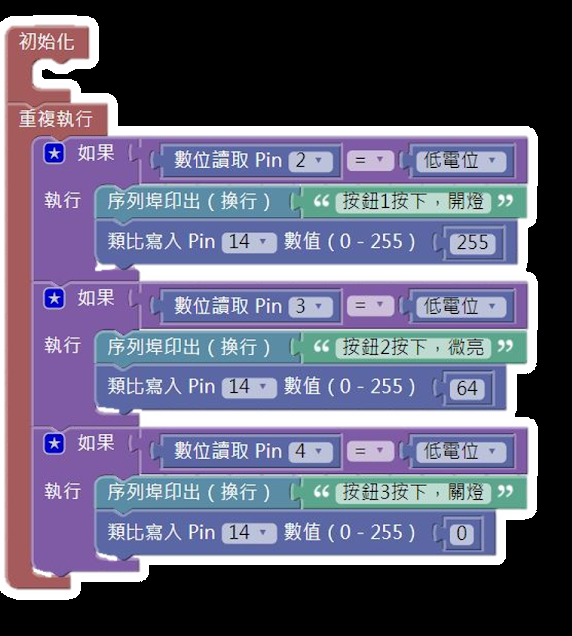 初始化
重複執行
如果 數位讀取 Pin 2 = 低電位
執行 序列埠印出（換行） “ 按鈕1按下，開燈 ”
類比寫入 Pin 14 數值 ( 0 - 255 ) 255
如果 數位讀取 Pin 3 = 低電位
執行 序列埠印出（換行） “ 按鈕2按下，微亮 ”
類比寫入 Pin 14 數值 ( 0 - 255 ) 64
如果 數位讀取 Pin 4 = 低電位
執行 序列埠印出（換行） “ 按鈕3按下，關燈 ”
類比寫入 Pin 14 數值 ( 0 - 255 ) 0